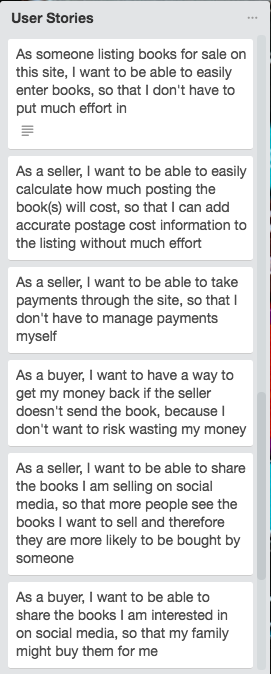 User Stories
As someone listing books for sale on
this site, I want to be able to easily
enter books, so that I don't have to
put much effort in
As a seller, I want to be able to easily
calculate how much posting the
book(s) will cost, so that I can add
accurate postage cost information to
the listing without much effort
As a seller, I want to be able to take
payments through the site, so that I
don't have to manage payments
myself
As a buyer, I want to have a way to
get my money back if the seller
doesn't send the book, because I
don't want to risk wasting my money
As a seller, I want to be able to share
the books I am selling on social
media, so that more people see the
books I want to sell and therefore
they are more likely to be bought by
someone
As a buyer, I want to be able to
share the books I am interested in
on social media, so that my family
might buy them for me